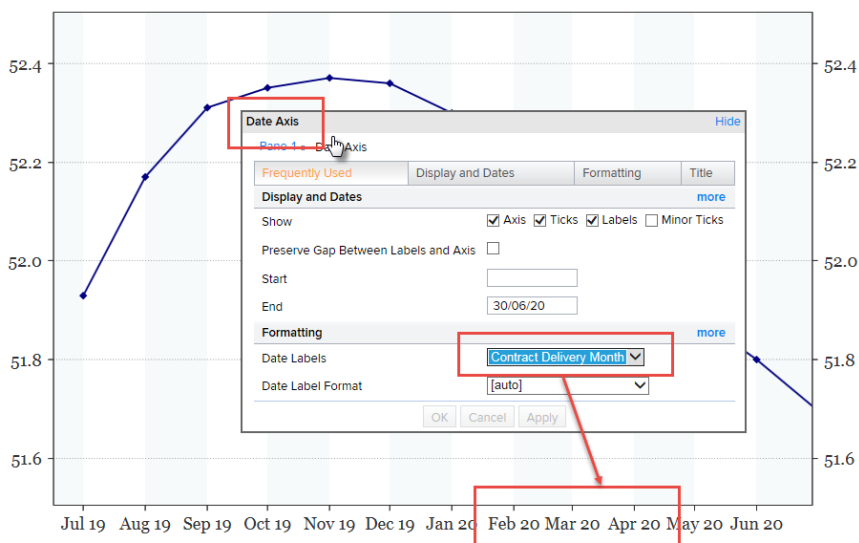 52.4 52.4
Date Axis Hide
Pane 1 Date Axis
52.2 52.2
Frequently Used Display and Dates Formatting Title
Display and Dates more
Show Axis Ticks Labels Minor Ticks
Preserve Gap Between Labels and Axis
52.0 52.0
Start
End 30/06/20
Formatting more
51.8 Date Labels Contract Delivery Month 51.8
Date Label Format [auto]
OK Cancel Apply
51.6 51.6
Jul 19 Aug 19 Sep 19 Oct 19 Nov 19 Dec 19 Jan 20 Feb 20 Mar 20 Apr 20 May 20 Jun 20